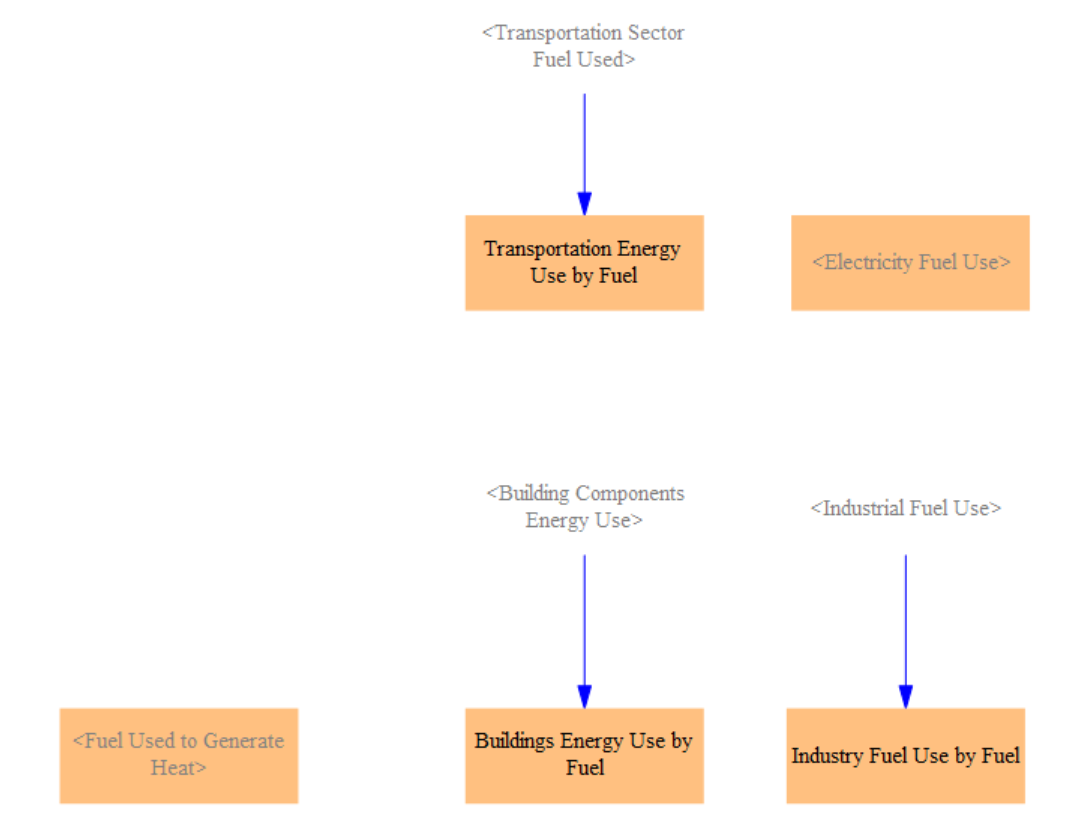 <Transportation Sector
Fuel Used>
Transportation Energy
Use by Fuel
<Electricity Fuel Use>
<Building Components
Energy Use>
<Industrial Fuel Use>
<Fuel Used to Generate
Heat>
Buildings Energy Use by
Fuel
Industry Fuel Use by Fuel